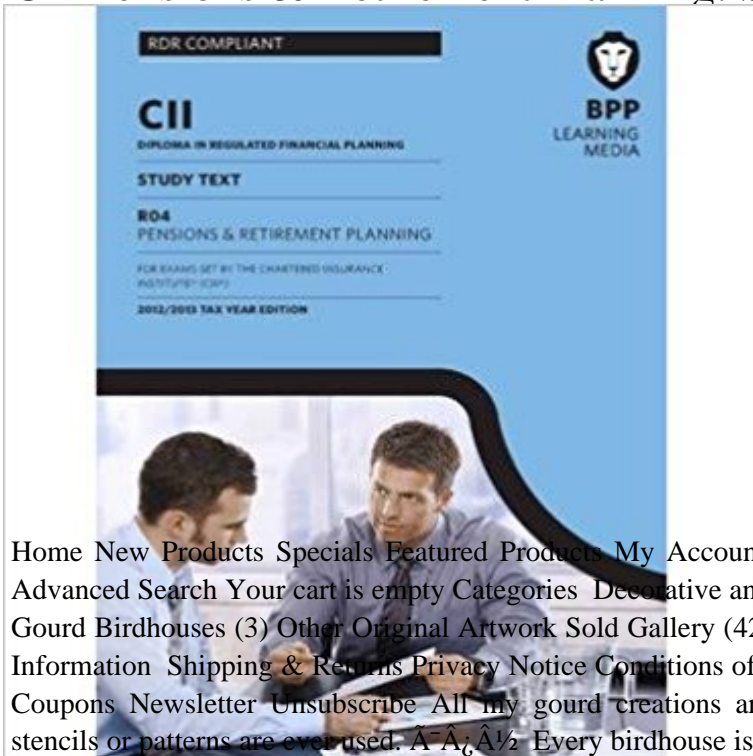 RDR COMPLIANT
CII
DIPLOMA IN REGULATED FINANCIAL PLANNING
STUDY TEXT
R04
PENSIONS & RETIREMENT PLANNING
FOR EXAMS SET BY THE CHARTERED INSURANCE
INSTITUTE (CII)
2012/2013 TAX YEAR EDITION
BPP
LEARNING
MEDIA
Home New Products Specials Featured Products My Accoun
Advanced Search Your cart is empty Categories Decorative an
Gourd Birdhouses (3) Other Original Artwork Sold Gallery (42
Information Shipping & Returns Privacy Notice Conditions of
Coupons Newsletter Unsubscribe All my gourd creations ar
stencils or patterns are ever used. Ã¯Â¿Â½ Every birdhouse is